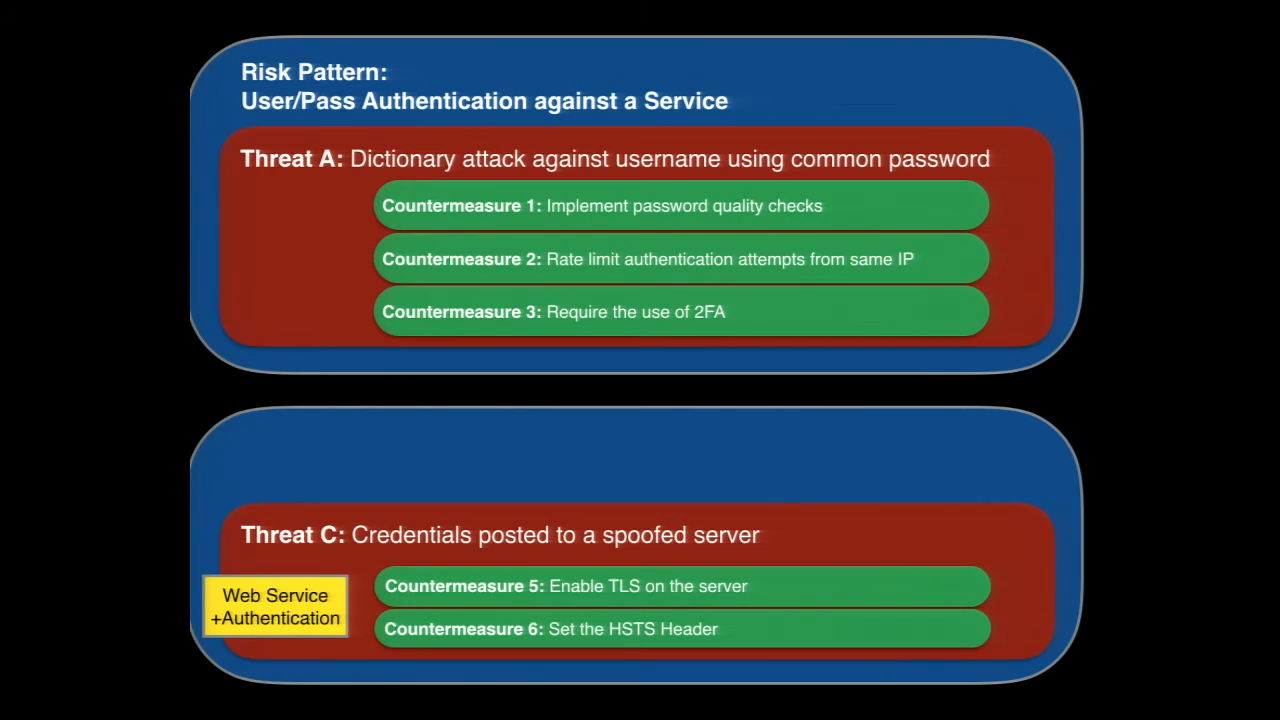 Risk Pattern:
User/Pass Authentication against a Service
Threat A: Dictionary attack against username using common password
Countermeasure 1: Implement password quality checks
Countermeasure 2: Rate limit authentication attempts from same IP
Countermeasure 3: Require the use of 2FA
Threat C: Credentials posted to a spoofed server
Countermeasure 5: Enable TLS on the server
Web Service
+Authentication
Countermeasure 6: Set the HSTS Header